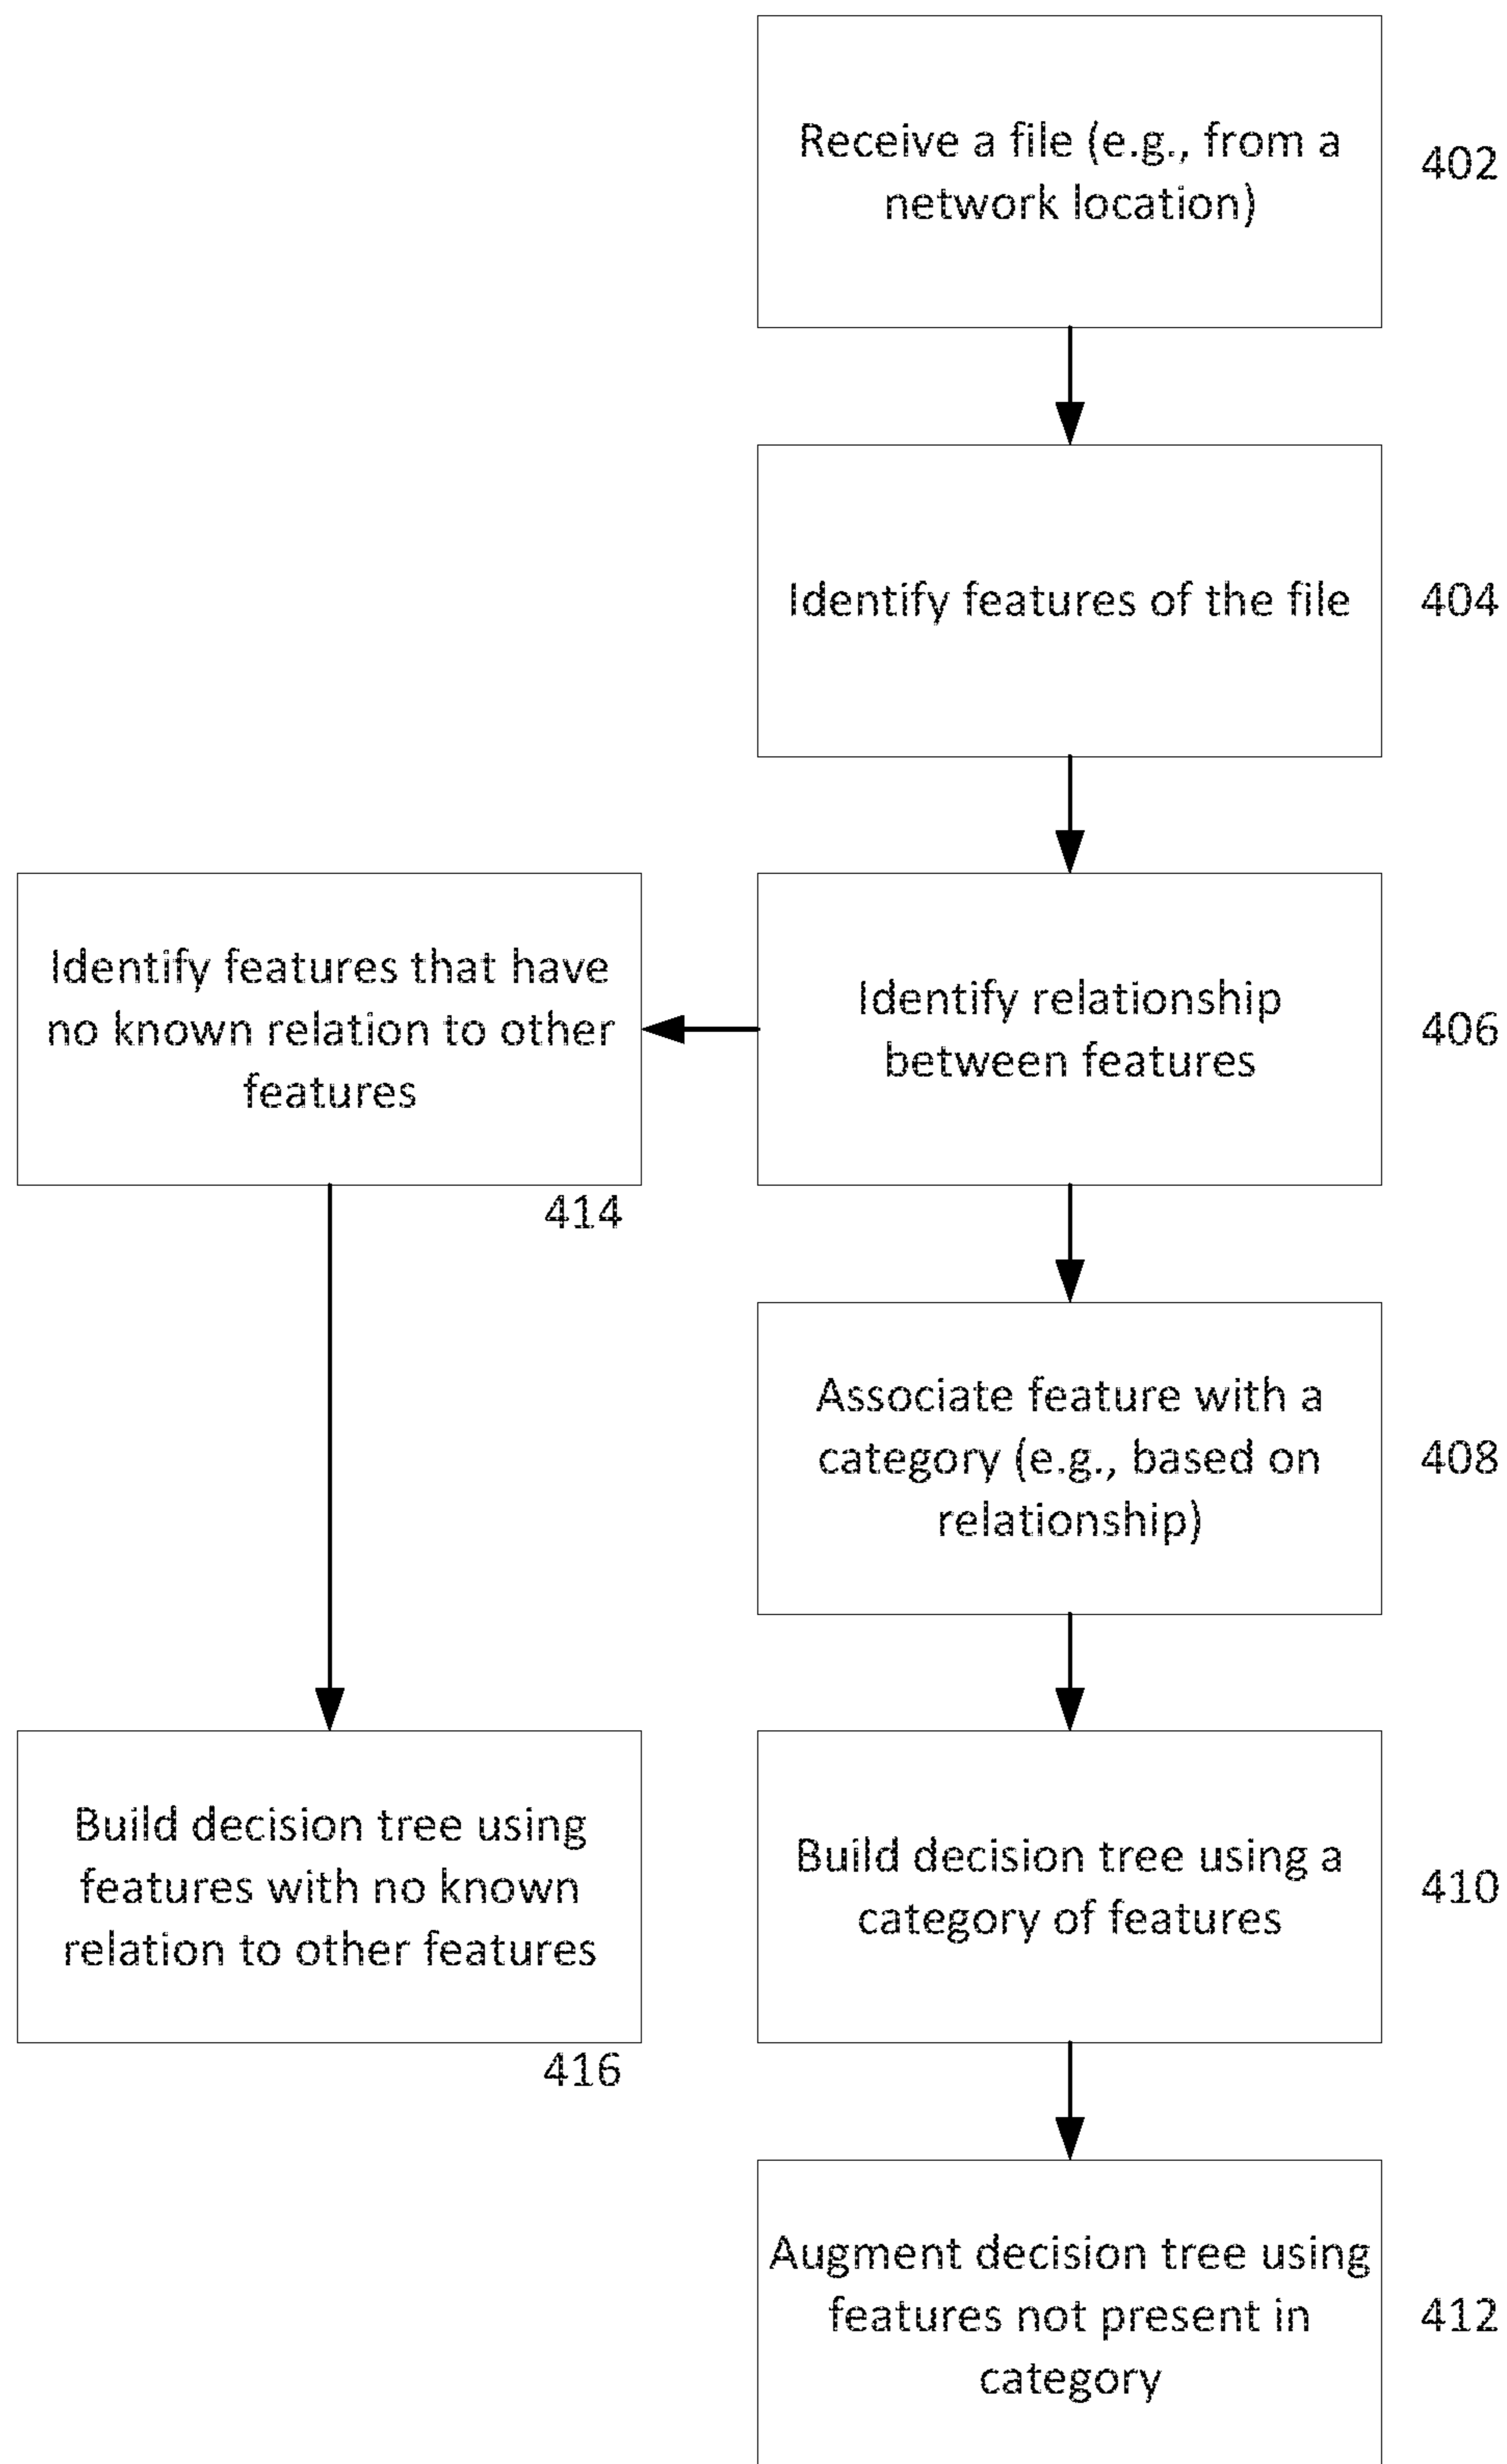 Receive a file (e.g., from a
network location)
402
Identify features of the file
404
Identify features that have
no known relation to other
features
414
Identify relationship
between features
406
Associate feature with a
category (e.g., based on
relationship)
408
Build decision tree using
features with no known
relation to other features
416
Build decision tree using a
category of features
410
Augment decision tree using
features not present in
category
412